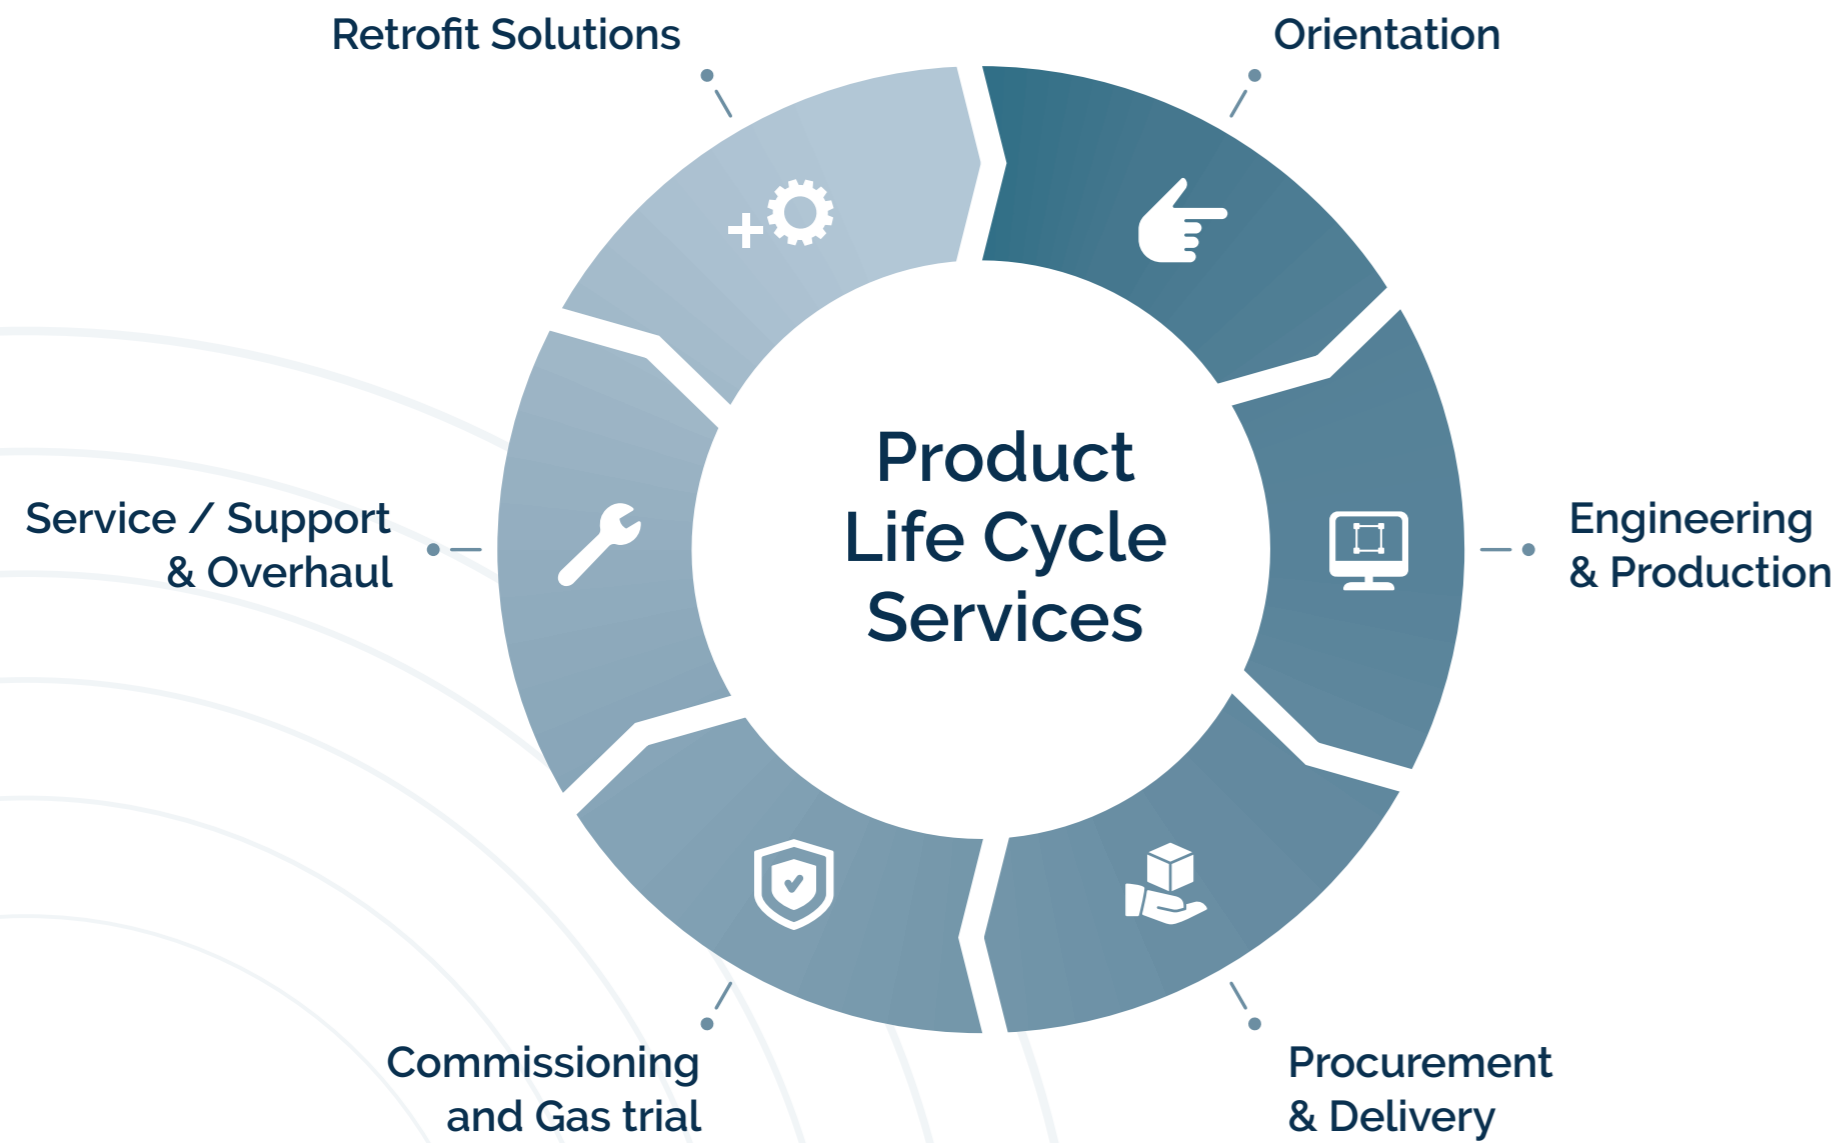 Retrofit Solutions
Orientation
Product
Life Cycle
Services
Service / Support
& Overhaul
Engineering
& Production
Commissioning
and Gas trial
Procurement
& Delivery